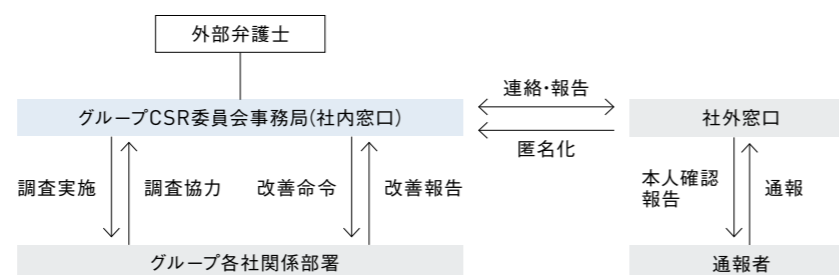 外部弁護士
連絡・報告
グループCSR委員会事務局(社内窓口)
社外窓口
匿名化
調査実施
調査協力
改善命令
改善報告
本人確認
報告
通報
グループ各社関係部署
通報者